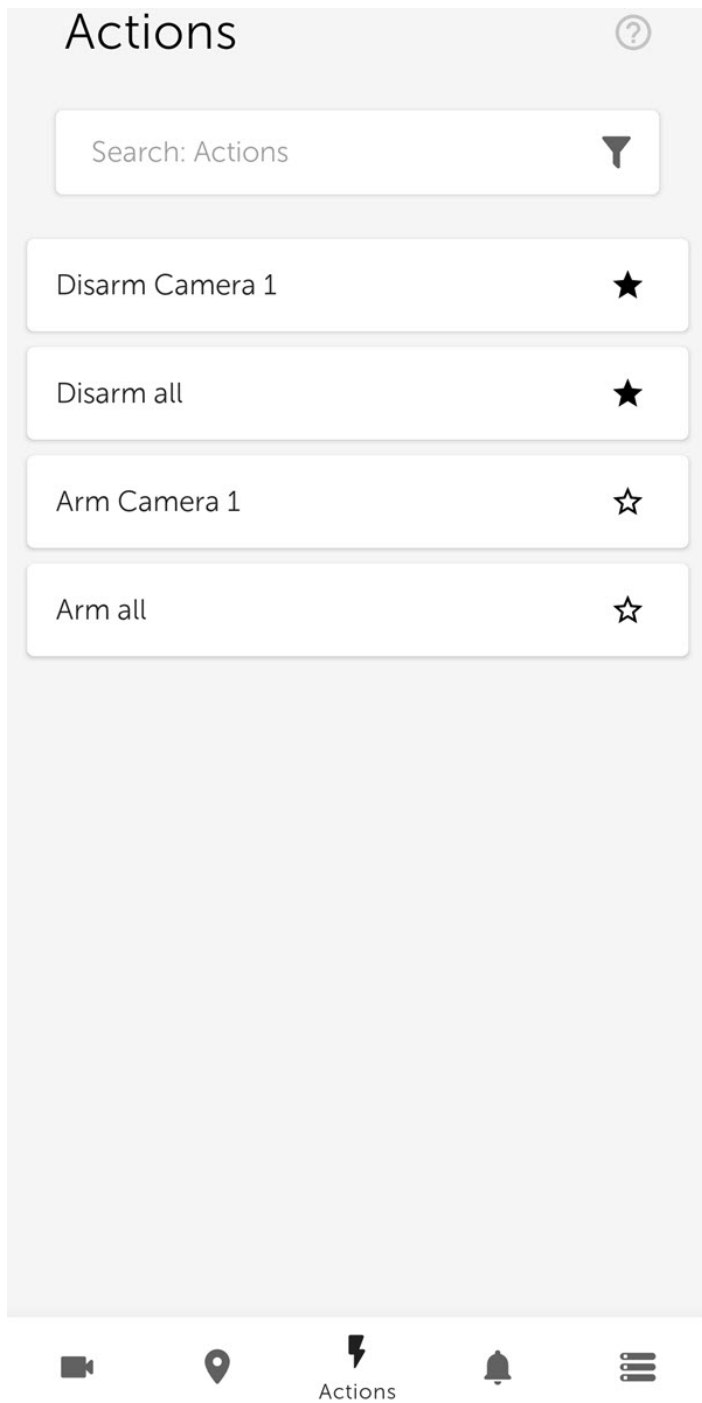 Actions
Search: Actions
Disarm Camera 1
Disarm all
Arm Camera 1
Arm all
Actions